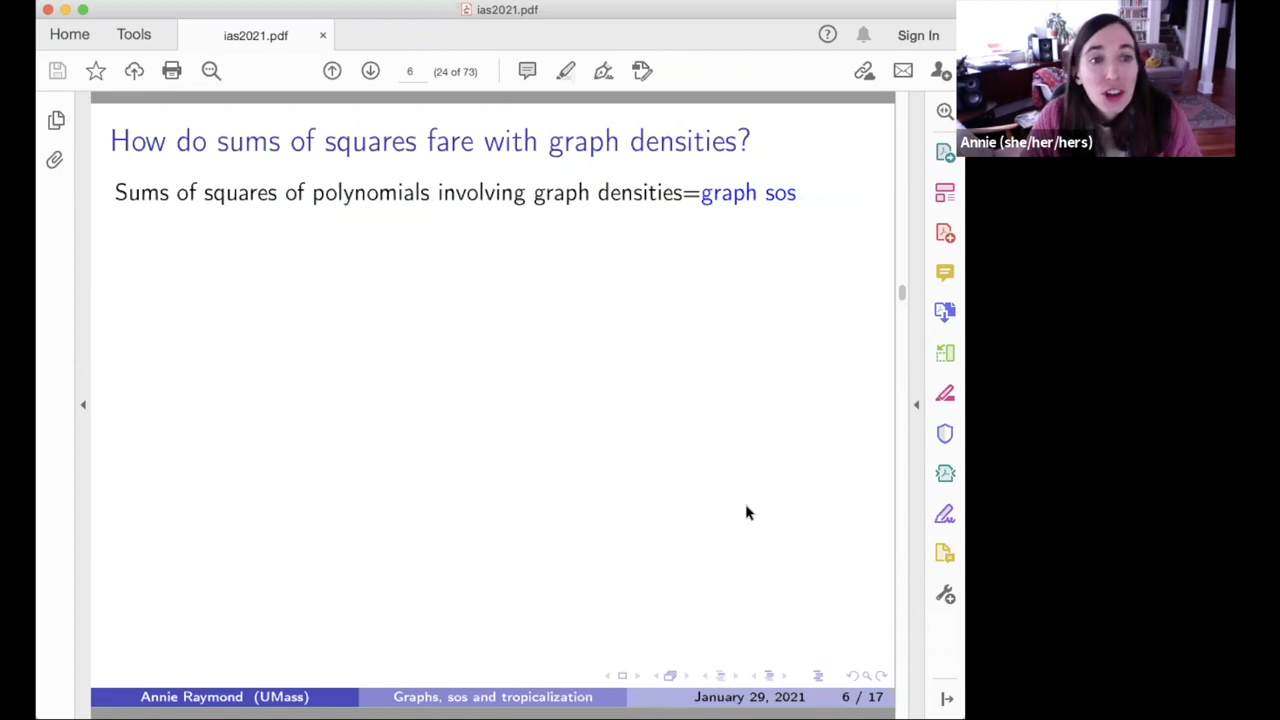 ias2021.pdf
Home
Tools
ias2021.pdf
×
Sign In
6
(24 of 73)
Annie (she/her/hers)
How do sums of squares fare with graph densities?
Sums of squares of polynomials involving graph densities=graph sos
Annie Raymond (UMass)
Graphs, sos and tropicalization
January 29, 2021
6 / 17